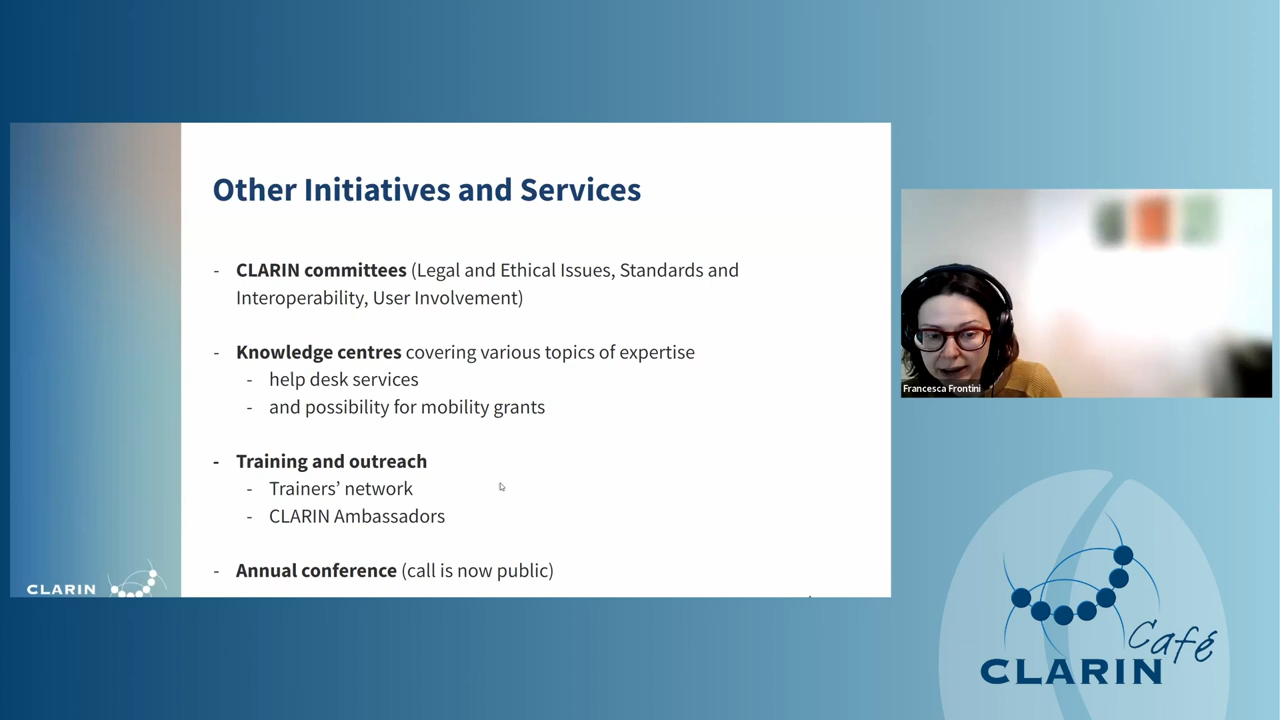 Other Initiatives and Services
- CLARIN committees (Legal and Ethical Issues, Standards and
Interoperability, User Involvement)
- Knowledge centres covering various topics of expertise
- help desk services
- and possibility for mobility grants
- Training and outreach
- Trainers’ network
- CLARIN Ambassadors
- Annual conference (call is now public)
CLARIN
Francesca Frontini
Café
CLARIN